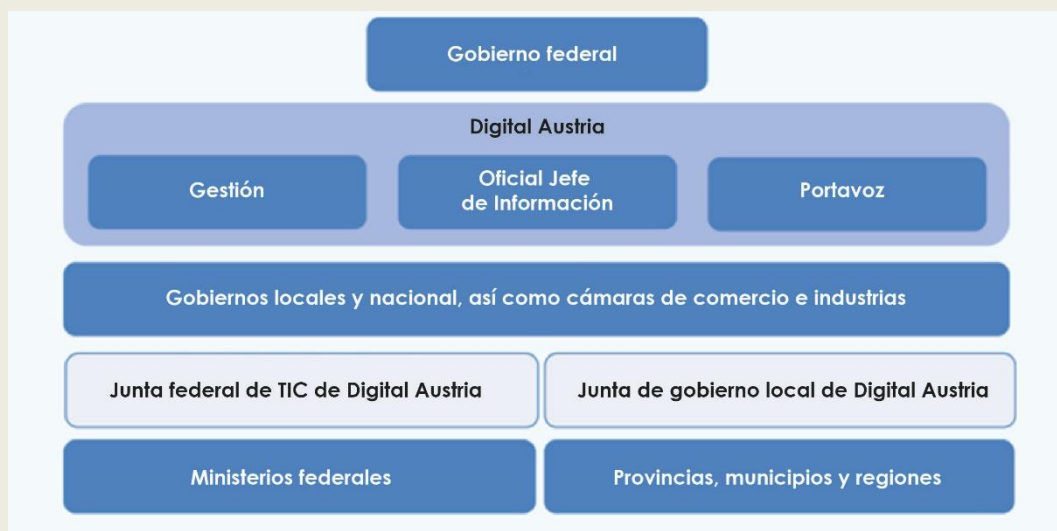 Gobierno federal
Digital Austria
Gestión
Oficial Jefe
de Información
Portavoz
Gobiernos locales y nacional, así como cámaras de comercio e industrias
Junta federal de TIC de Digital Austria
Junta de gobierno local de Digital Austria
Ministerios federales
Provincias, municipios y regiones